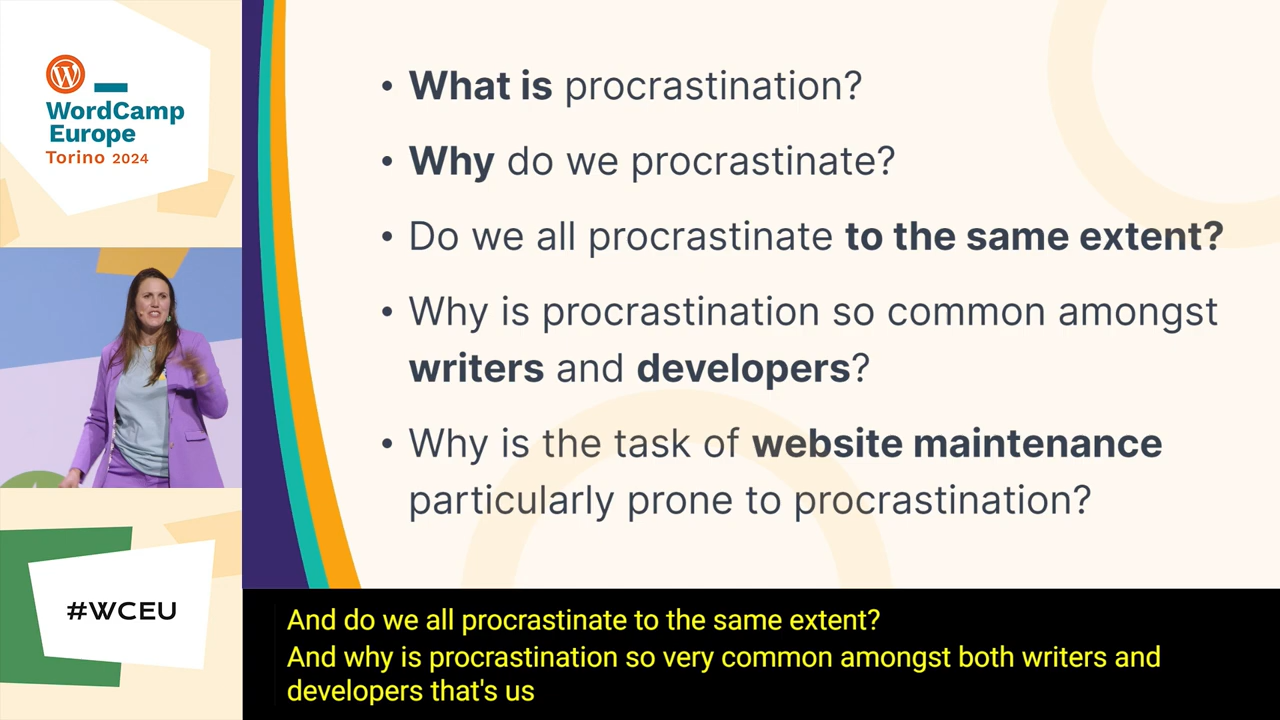 WordCamp
Europe
Torino 2024
#WCEU
• What is procrastination?
• Why do we procrastinate?
• Do we all procrastinate to the same extent?
• Why is procrastination so common amongst
writers and developers?
• Why is the task of website maintenance
particularly prone to procrastination?
And do we all procrastinate to the same extent?
And why is procrastination so very common amongst both writers and
developers that's us